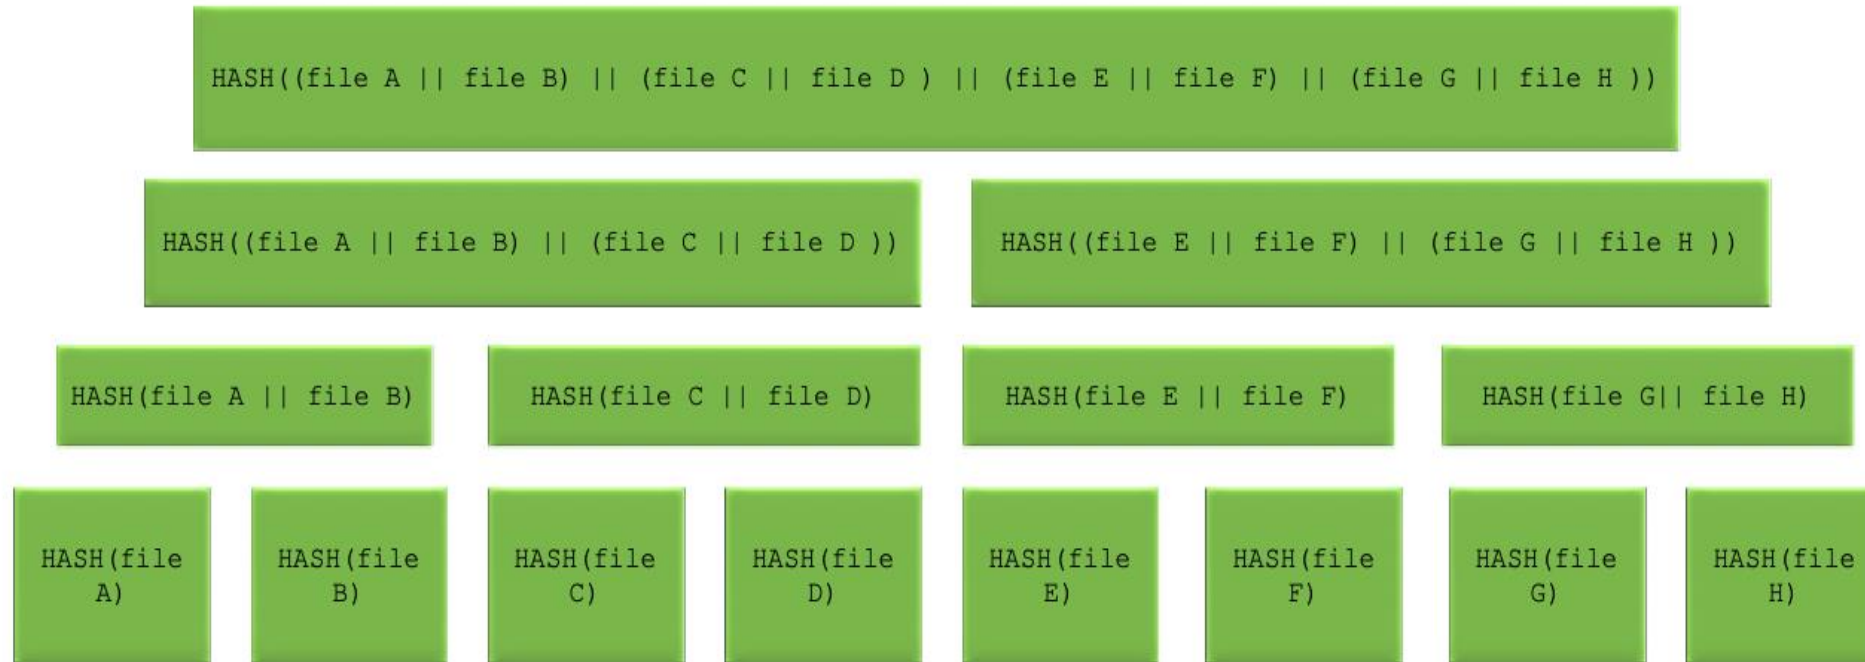 HASH((file A || file B) || (file C || file D ) || (file E || file F) || (file G || file H ))
HASH((file A || file B) || (file C || file D ))
HASH((file E || file F) || (file G || file H ))
HASH(file A || file B)
HASH(file C || file D)
HASH(file E || file F)
HASH(file G|| file H)
HASH(file
A)
HASH(file
B)
HASH(file
C)
HASH(file
D)
HASH(file
E)
HASH(file
F)
HASH(file
G)
HASH(file
H)